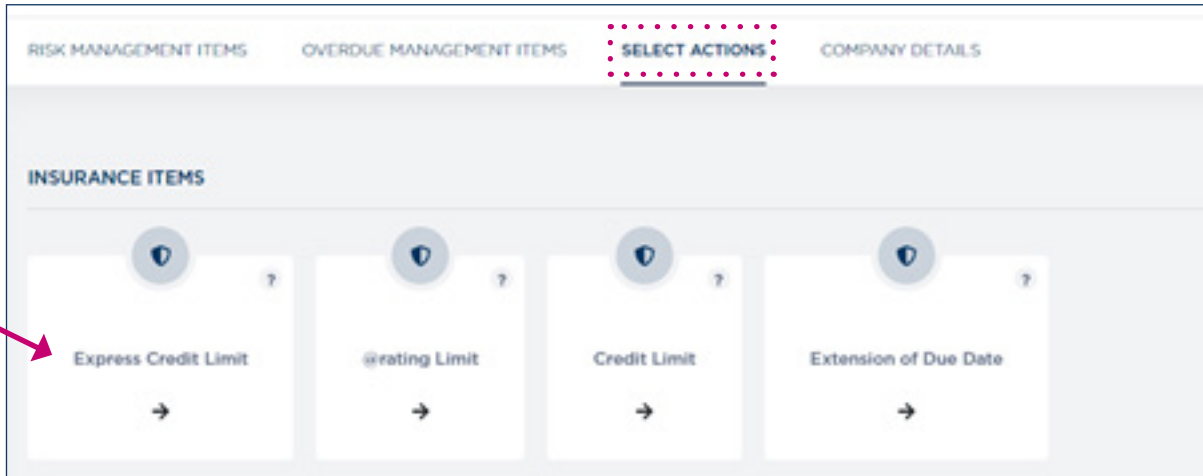 RISK MANAGEMENT ITEMS OVERDUE MANAGEMENT ITEMS SELECT ACTIONS COMPANY DETAILS
INSURANCE ITEMS
? ? ? ?
Express Credit Limit @rating Limit Credit Limit Extension of Due Date